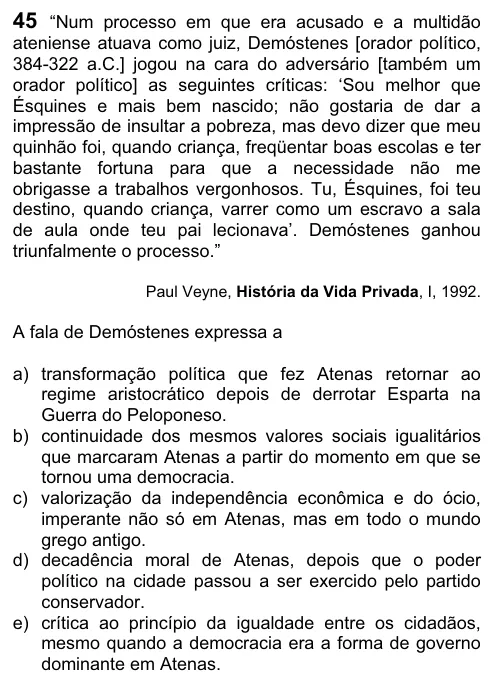 45 “Num processo em que era acusado e a multidão
ateniense atuava como juiz, Demóstenes [orador político,
384-322 a.C.] jogou na cara do adversário [também um
orador político] as seguintes críticas: ‘Sou melhor que
Ésquines e mais bem nascido; não gostaria de dar a
impressão de insultar a pobreza, mas devo dizer que meu
quinhão foi, quando criança, freqüentar boas escolas e ter
bastante fortuna para que a necessidade não me
obrigasse a trabalhos vergonhosos. Tu, Ésquines, foi teu
destino, quando criança, varrer como um escravo a sala
de aula onde teu pai lecionava’. Demóstenes ganhou
triunfalmente o processo.”
Paul Veyne, História da Vida Privada, I, 1992.
A fala de Demóstenes expressa a
a) transformação política que fez Atenas retornar ao
regime aristocrático depois de derrotar Esparta na
Guerra do Peloponeso.
b) continuidade dos mesmos valores sociais igualitários
que marcaram Atenas a partir do momento em que se
tornou uma democracia.
c) valorização da independência econômica e do ócio,
imperante não só em Atenas, mas em todo o mundo
grego antigo.
d) decadência moral de Atenas, depois que o poder
político na cidade passou a ser exercido pelo partido
conservador.
e) crítica ao princípio da igualdade entre os cidadãos,
mesmo quando a democracia era a forma de governo
dominante em Atenas.